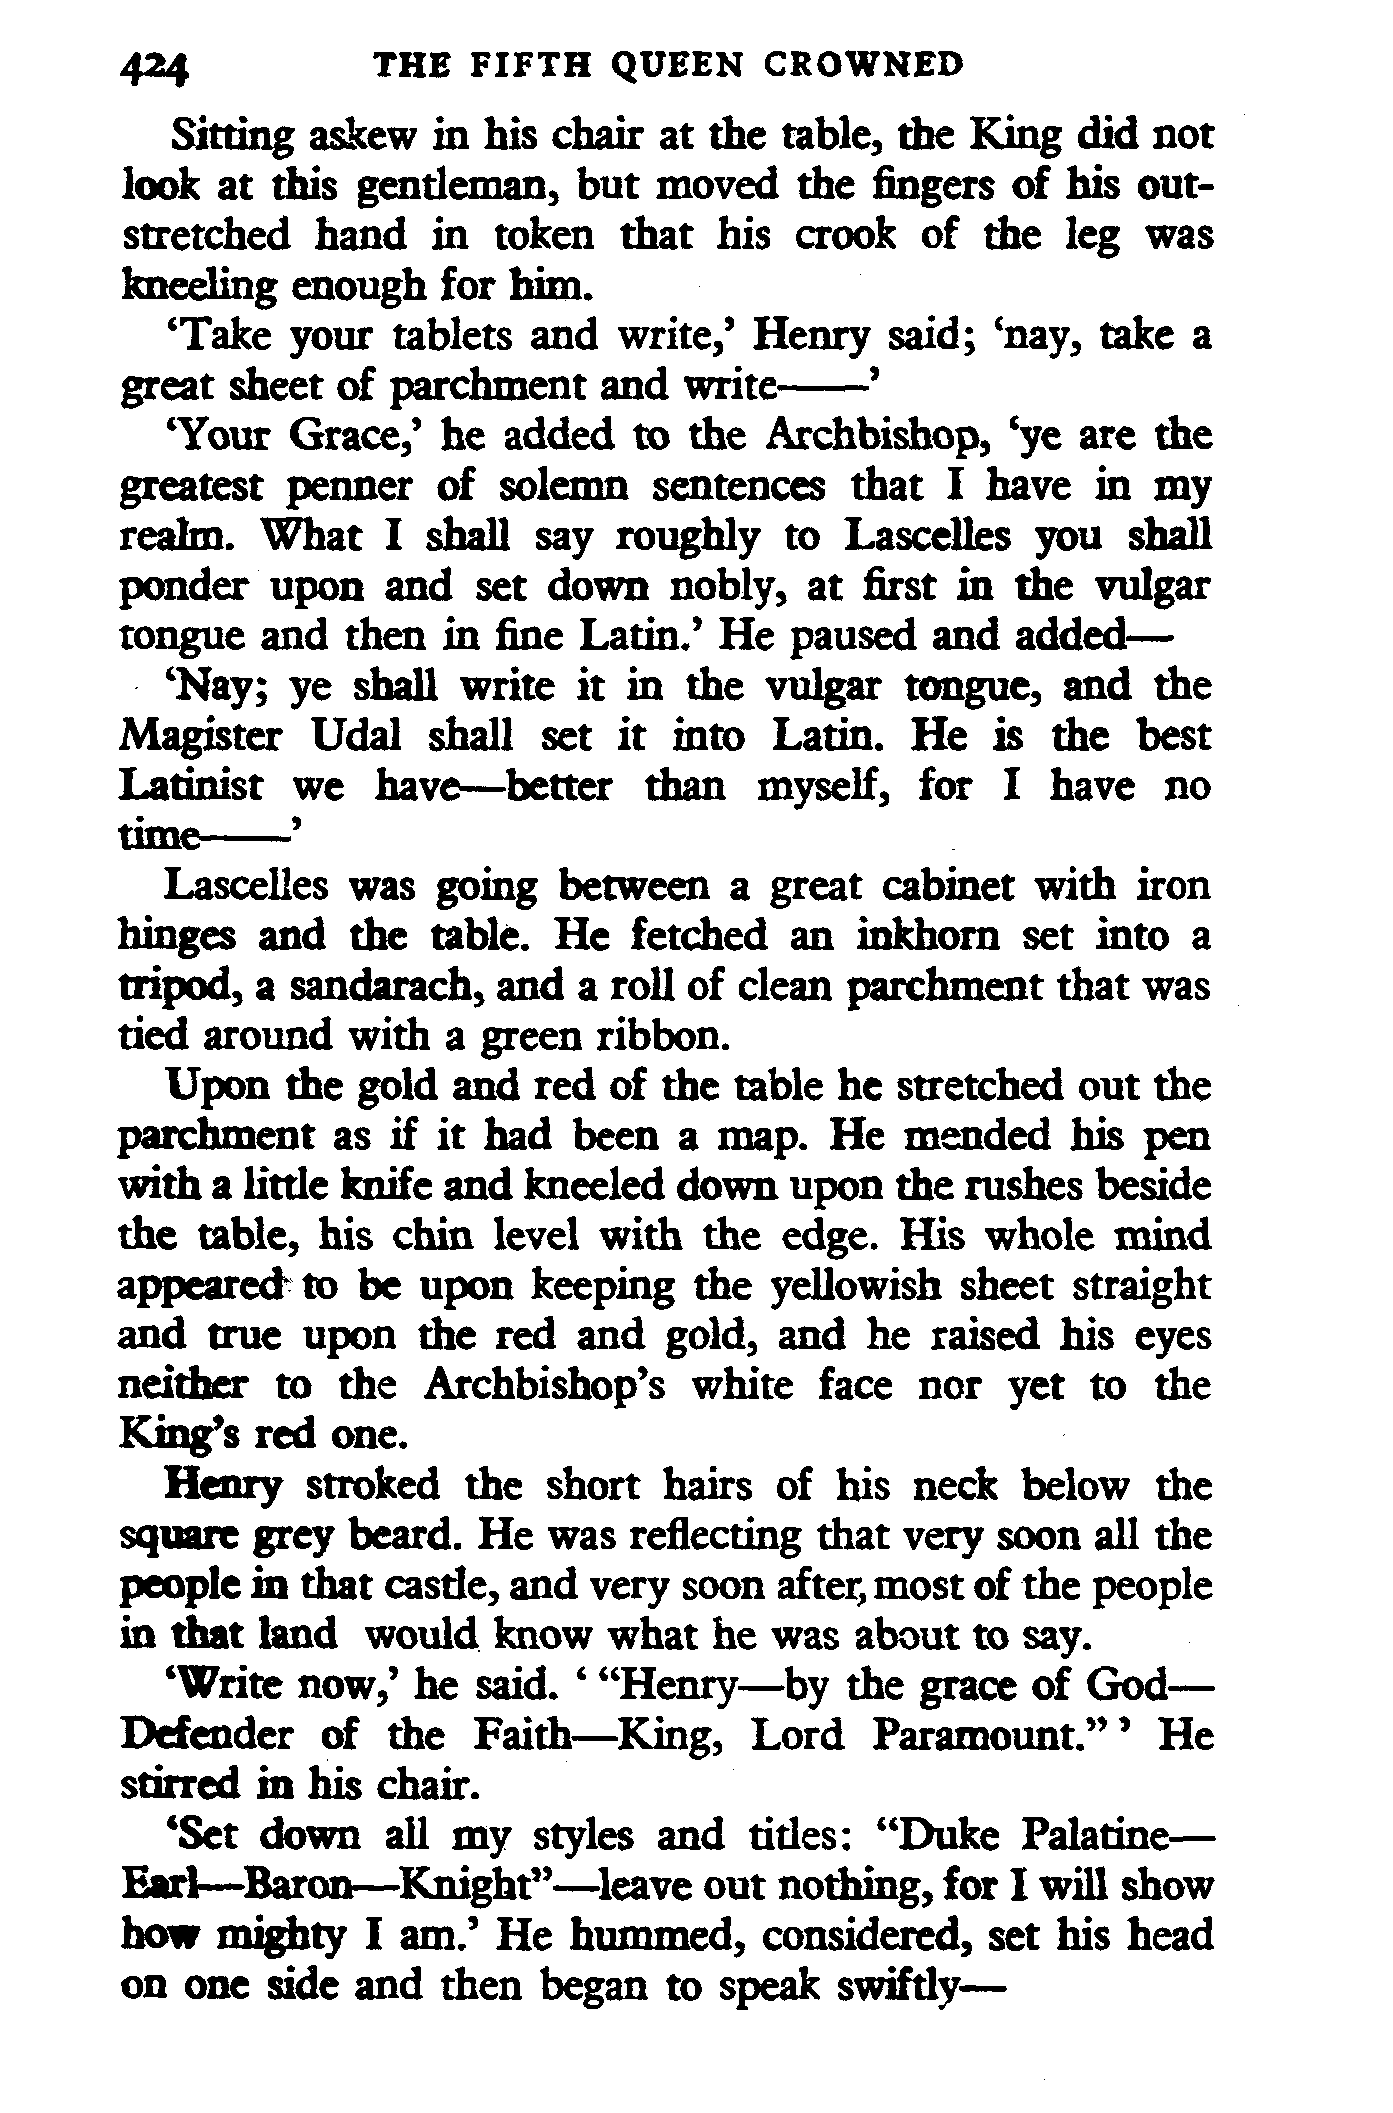 424 THE FIFTH QUEEN CROWNED
Sitting askew in his chair at the table, the King did not
look at this gentleman, but moved the fingers of his out-
stretched hand in token that his crook of the leg was
kneeling enough for him.
‘Take your tablets and write,’ Henry said; ‘nay, take a
great sheet of parchment and write——’
‘Your Grace,’ he added to the Archbishop, ‘ye are the
greatest penner of solemn sentences that I have in my
realm. What I shall say roughly to Lascelles you shall
ponder upon and set down nobly, at first in the vulgar
tongue and then in fine Latin.’ He paused and added—
‘Nay; ye shall write it in the vulgar tongue, and the
Magister Udal shall set it into Latin. He is the best
Latinist we have—better than myself, for I have no
time——’
Lascelles was going between a great cabinet with iron
hinges and the table. He fetched an inkhorn set into a
tripod, a sandarach, and a roll of clean parchment that was
tied around with a green ribbon.
Upon the gold and red of the table he stretched out the
parchment as if it had been a map. He mended his pen
with a little knife and kneeled down upon the rushes beside
the table, his chin level with the edge. His whole mind
appeared to be upon keeping the yellowish sheet straight
and true upon the red and gold, and he raised his eyes
neither to the Archbishop’s white face nor yet to the
King’s red one.
Henry stroked the short hairs of his neck below the
square grey beard. He was reflecting that very soon all the
people in that castle, and very soon after, most of the people
in that land would know what he was about to say.
‘Write now,’ he said. ‘ “Henry—by the grace of God—
Defender of the Faith—King, Lord Paramount.” ’ He
stirred in his chair.
‘Set down all my styles and titles: “Duke Palatine—
Earl—Baron—Knight”—leave out nothing, for I will show
how mighty I am.’ He hummed, considered, set his head
on one side and then began to speak swiftly—